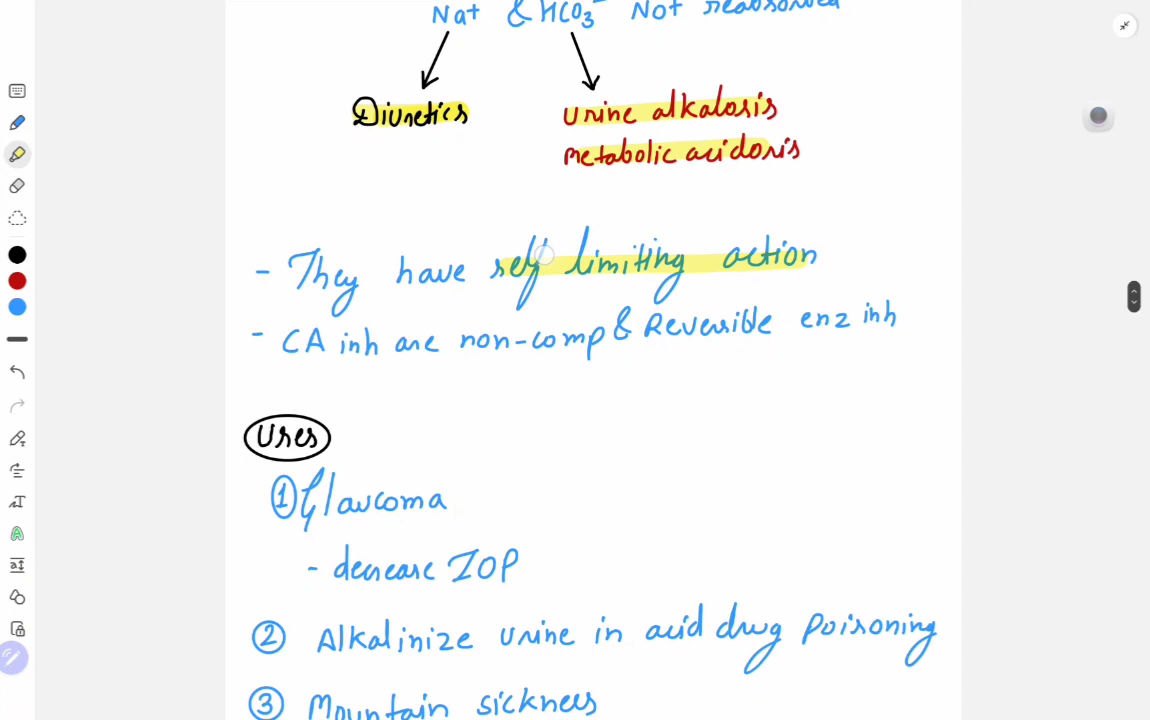 Na+ & HCO3- Not reabsorbed
Diuretics
Urine alkalosis
Metabolic acidosis
- They have self limiting action
- CA inh are non-comp & Reversible enz inh
Uses
① Glaucoma
- decrease IOP
② Alkalinize urine in acid drug poisoning
③ Mountain sickness